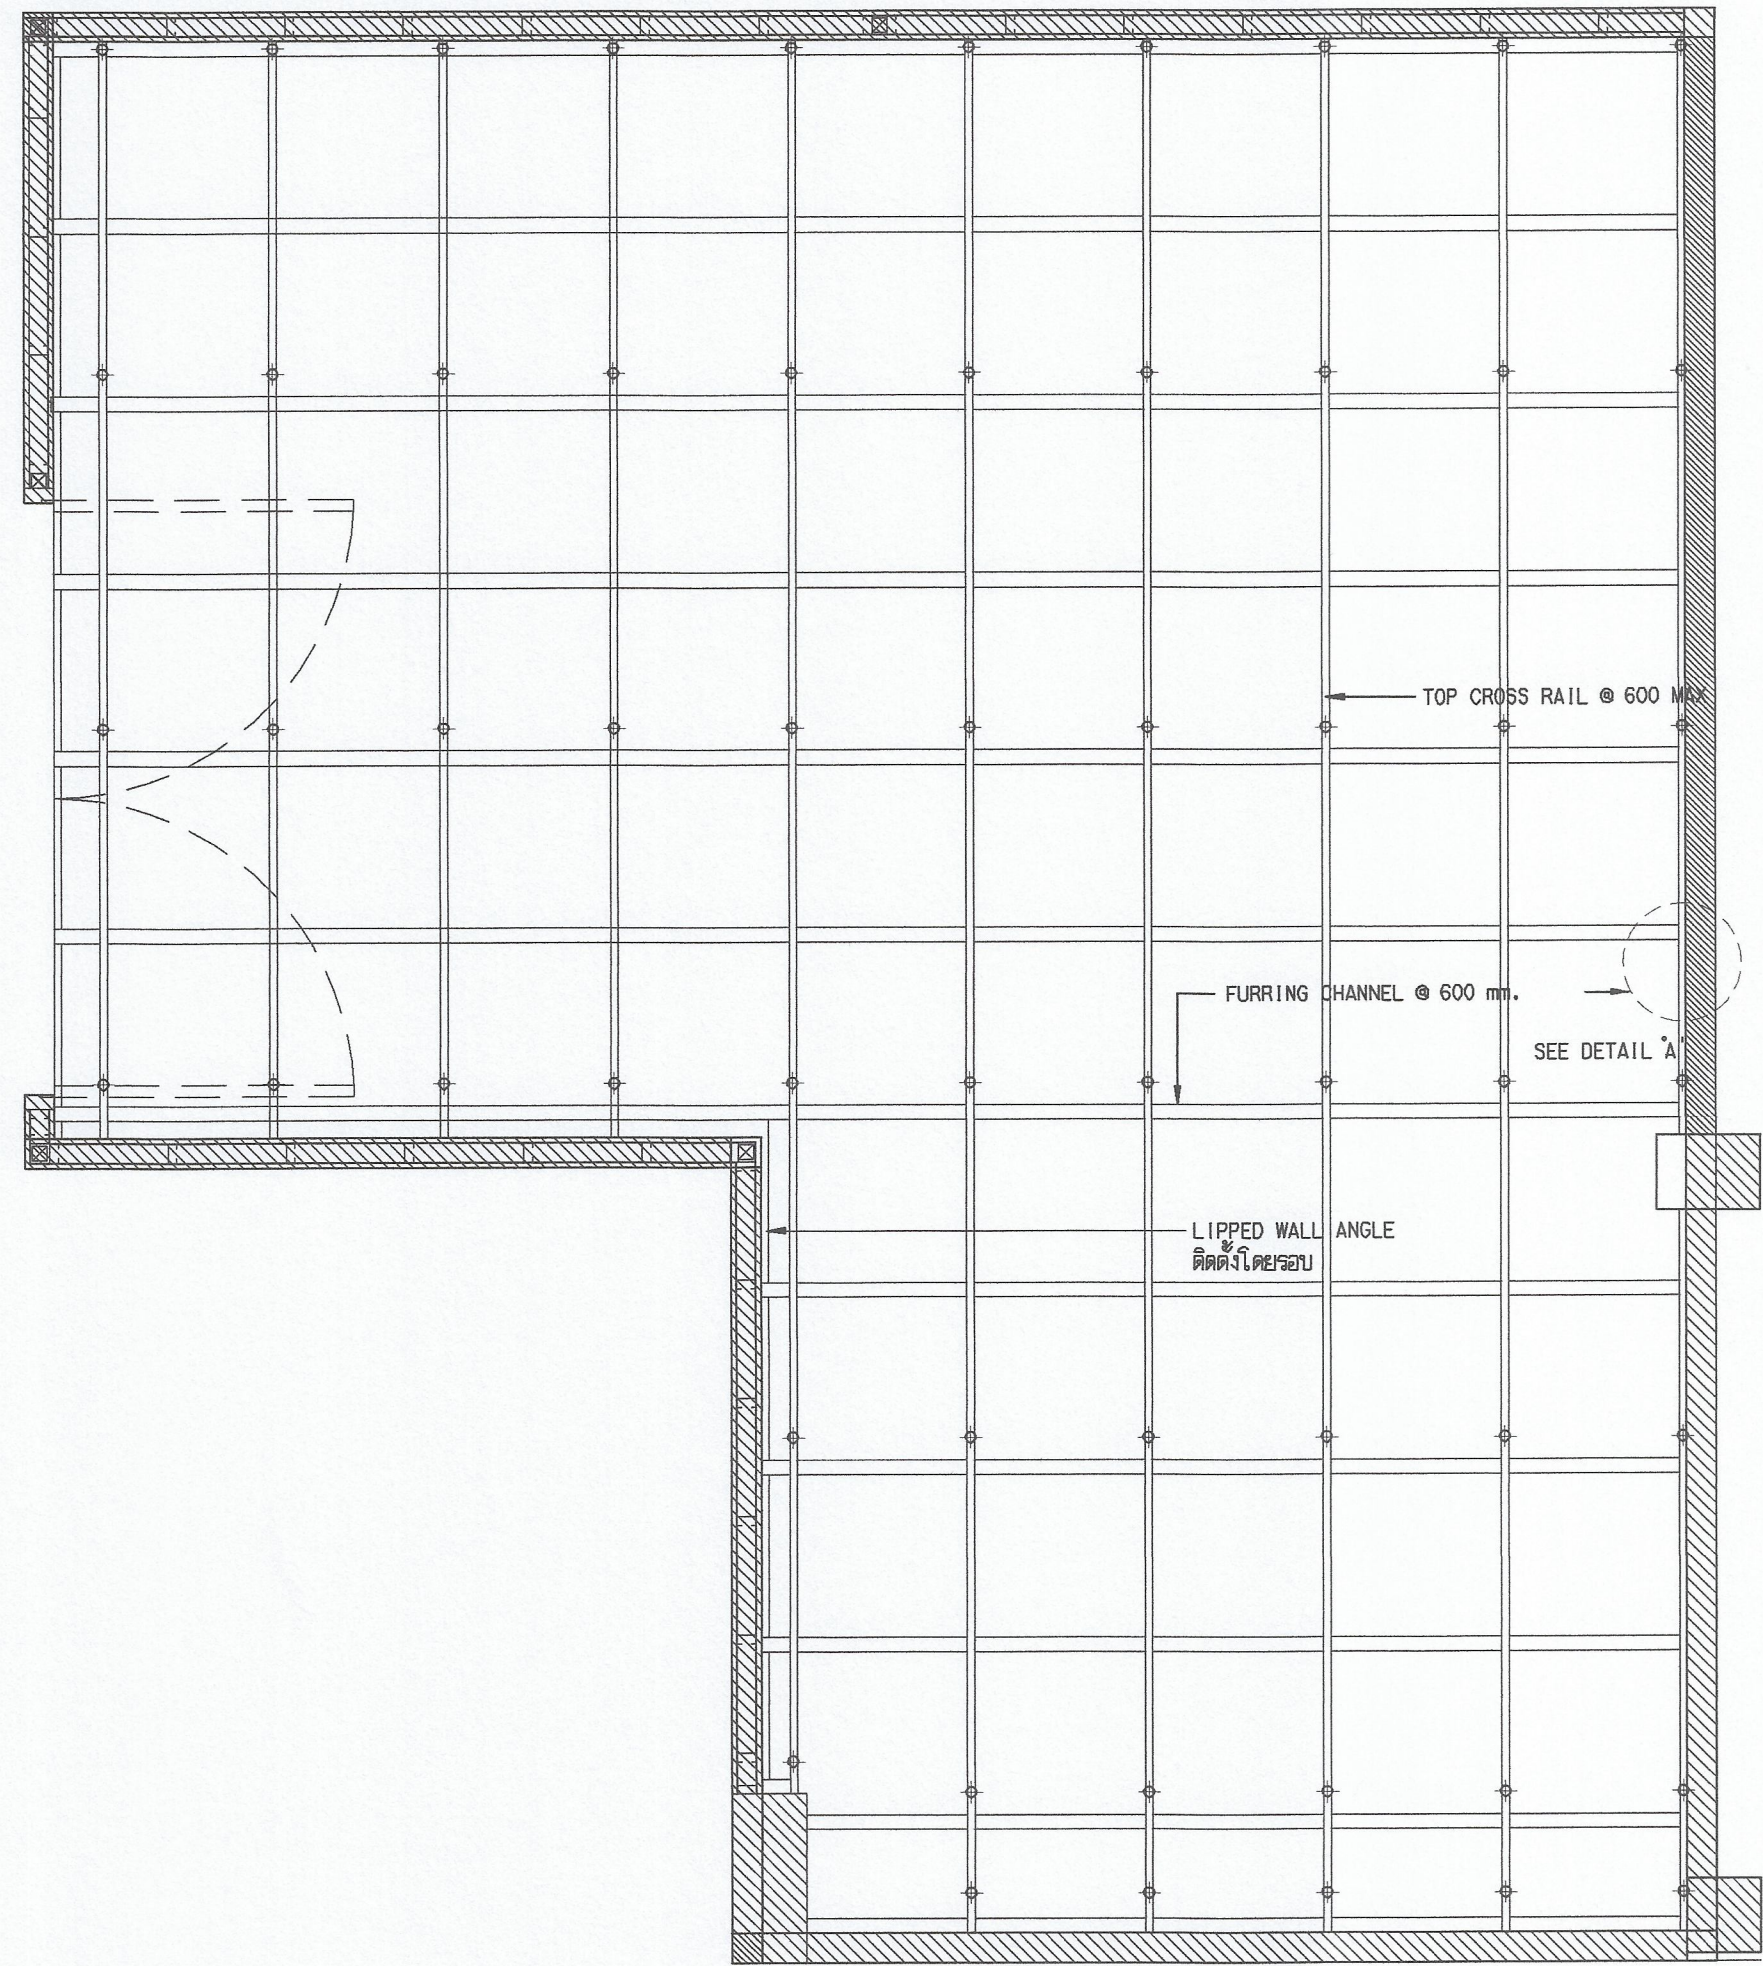 TOP CROSS RAIL @ 600 MAX
FURRING CHANNEL @ 600 mm.
SEE DETAIL "A"
LIPPED WALL ANGLE
ติดตั้งโดยรอบ